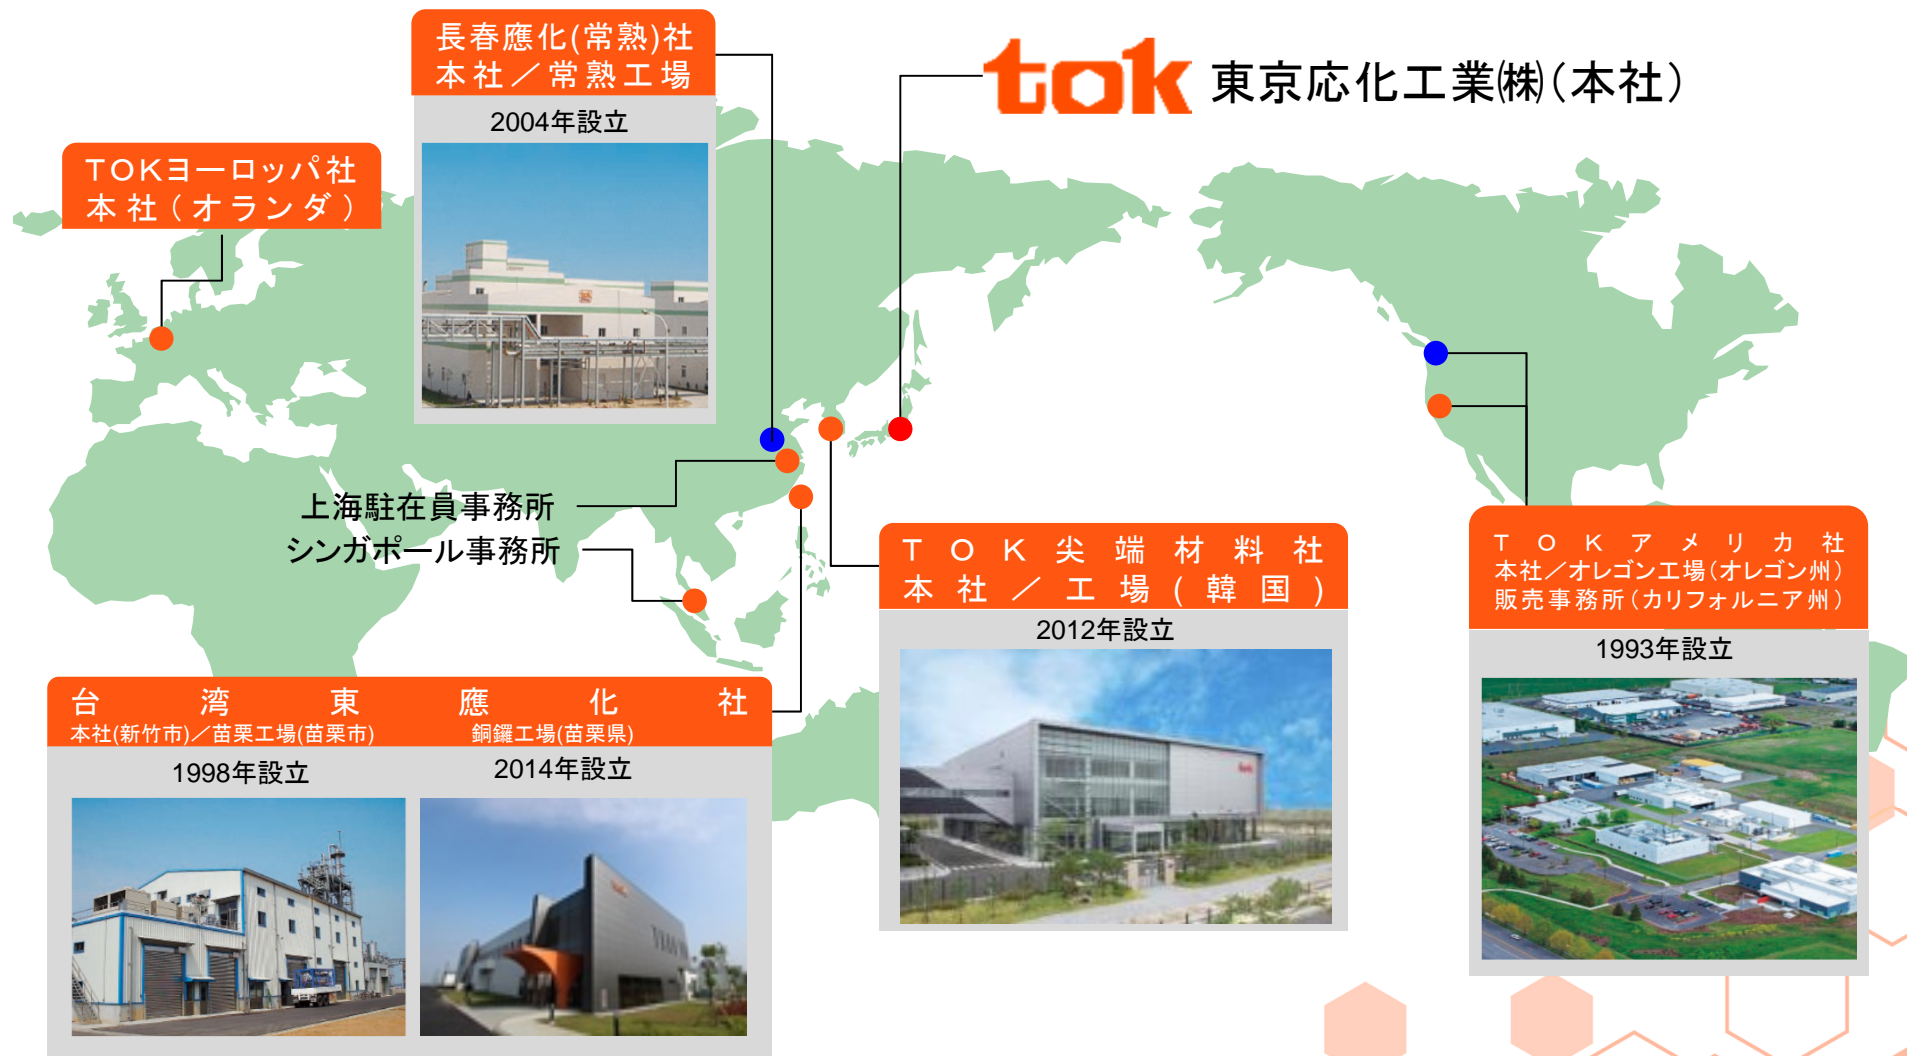 長春應化(常熟)社
本社／常熟工場
2004年設立
tok 東京応化工業㈱（本社）
TOKヨーロッパ社
本社（オランダ）
上海駐在員事務所
シンガポール事務所
TOK尖端材料社
本社／工場(韓国)
2012年設立
TOKアメリカ社
本社／オレゴン工場（オレゴン州）
販売事務所（カリフォルニア州）
1993年設立
台湾東應化社
本社(新竹市)／苗栗工場(苗栗市) 銅鑼工場(苗栗県)
1998年設立 2014年設立
tok